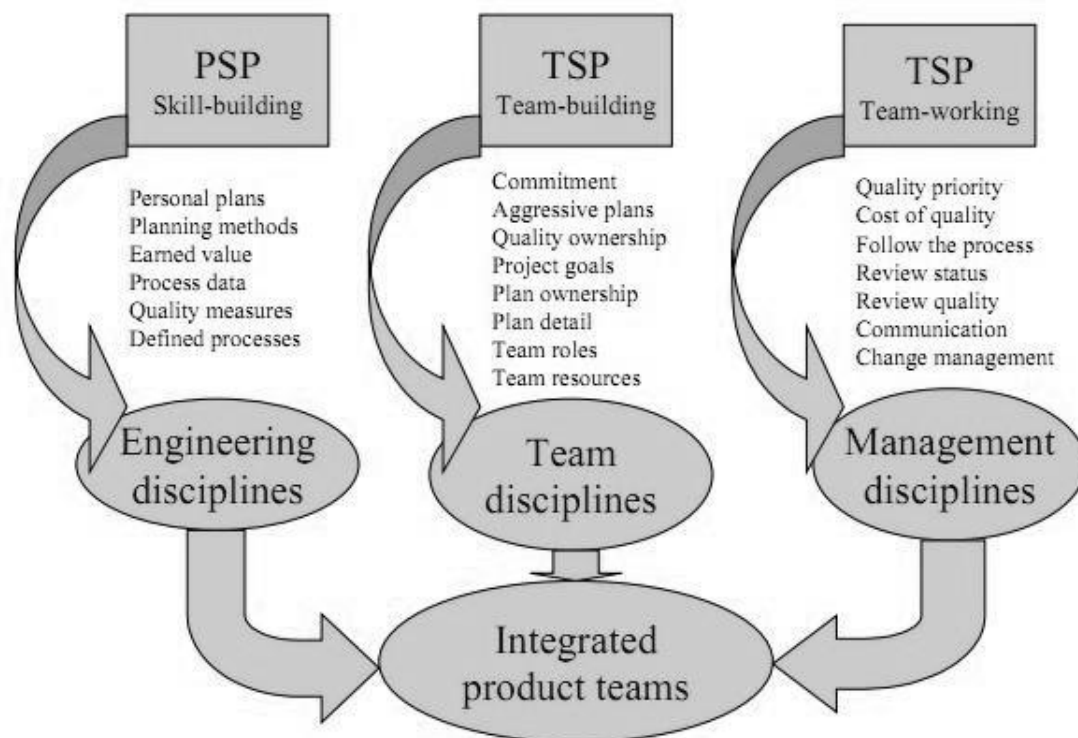 PSP
Skill-building
Personal plans
Planning methods
Earned value
Process data
Quality measures
Defined processes
Engineering
disciplines
TSP
Team-building
Commitment
Aggressive plans
Quality ownership
Project goals
Plan ownership
Plan detail
Team roles
Team resources
Team
disciplines
TSP
Team-working
Quality priority
Cost of quality
Follow the process
Review status
Review quality
Communication
Change management
Management
disciplines
Integrated
product teams